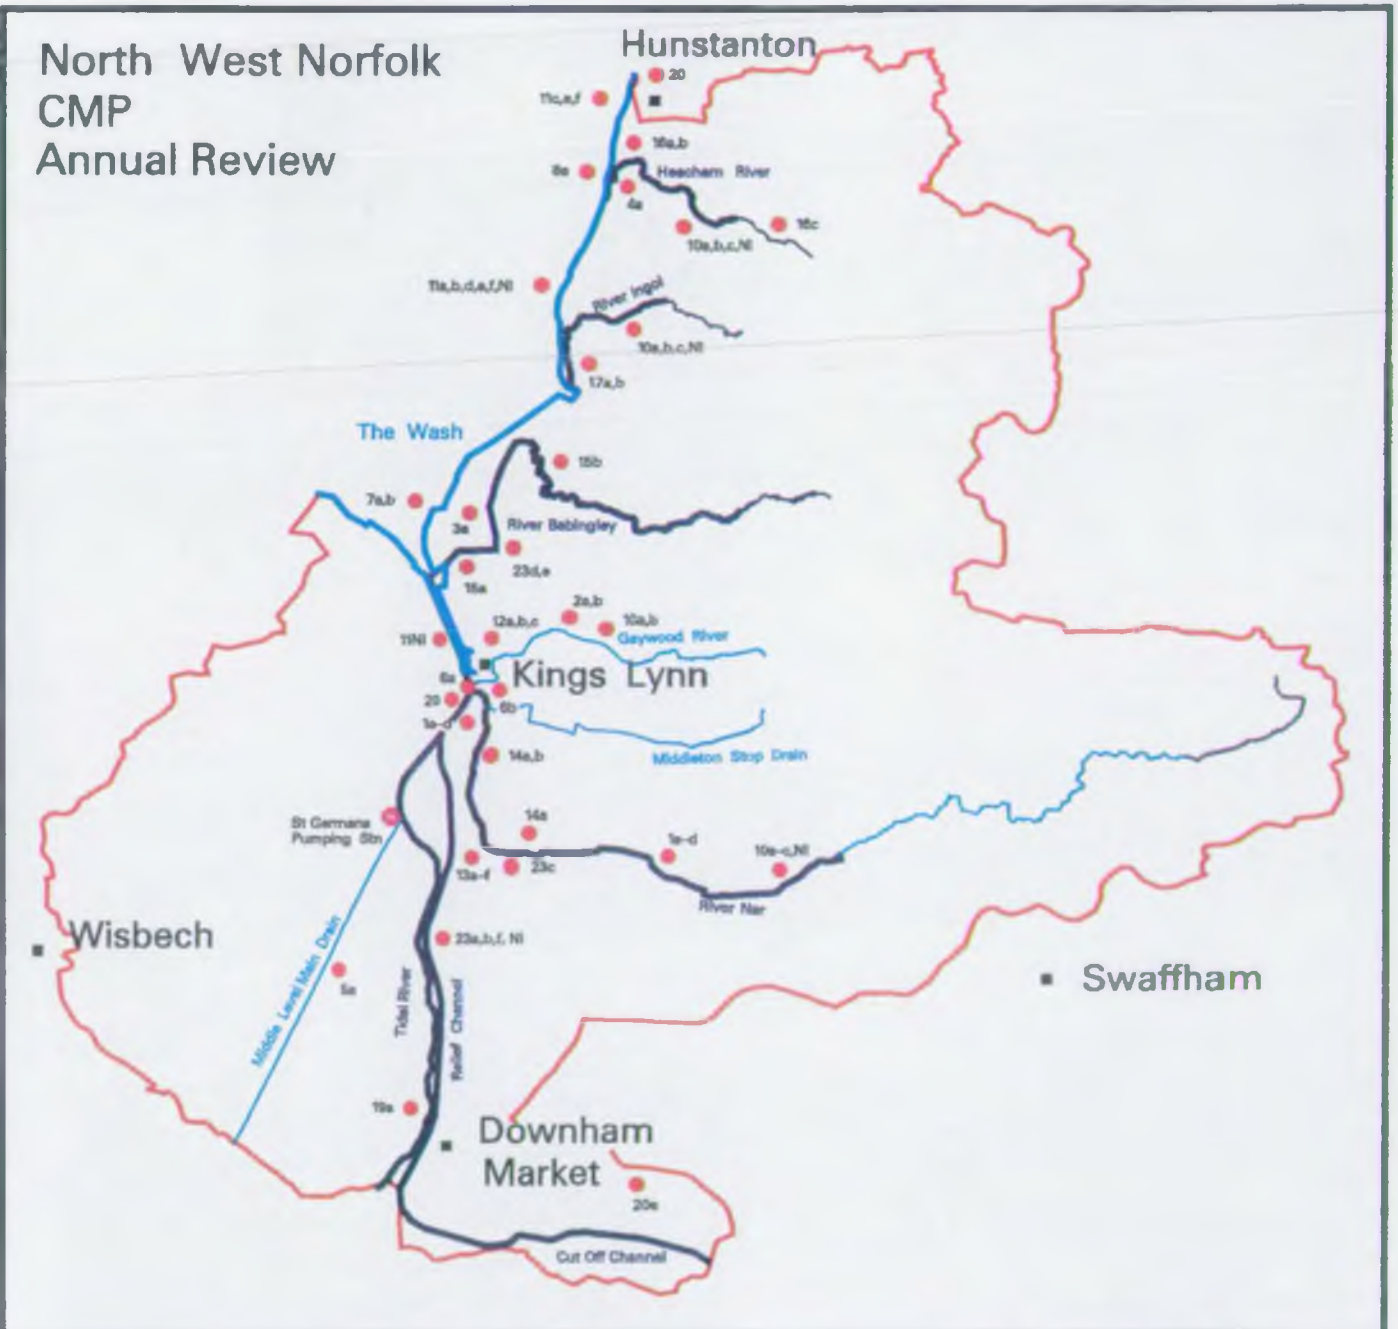 North West Norfolk
CMP
Annual Review
Hunstanton
20
11c,e,f
16a,b
8a
Heacham River
4a
16c
10a,b,c,NI
11a,b,d,e,f,NI
River Ingol
10a,b,c,NI
17a,b
The Wash
15b
7a,b
3a
River Babingley
23d,e
15a
2a,b
12a,b,c
10a,b
11NI
Gaywood River
Kings Lynn
6a
20
6b
1a-d
Middleton Stop Drain
14a,b
St Germans
Pumping Stn
14a
1a-d
10a-c,NI
13a-f
23c
River Nar
Wisbech
23a,b,f, NI
Swaffham
5a
Middle Level Main Drain
Tidal River
Relief Channel
19a
Downham
Market
20e
Cut Off Channel